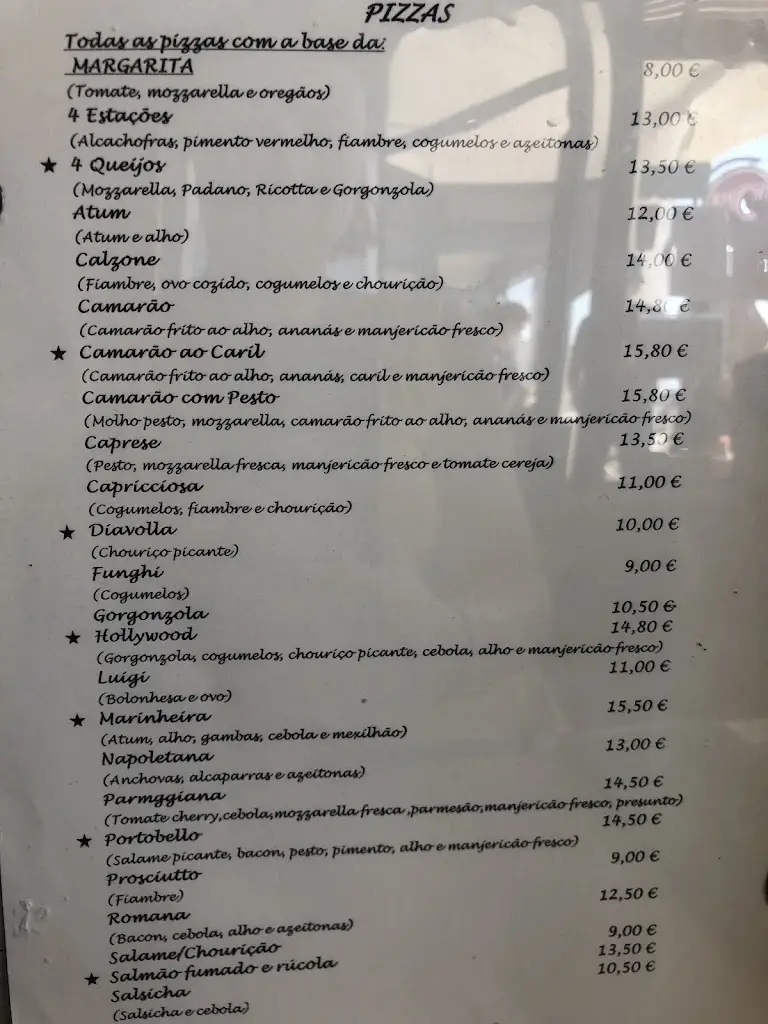 PIZZAS
Todas as pizzas com a base da:
MARGARITA 8,00 €
(Tomate, mozzarella e oregãos)
4 Estações 13,00 €
(Alcachofras, pimento vermelho, fiambre, cogumelos e azeitonas)
★ 4 Queijos 13,50 €
(Mozzarella, Padano, Ricotta e Gorgonzola)
Atum 12,00 €
(Atum e alho)
Calzone 14,00 €
(Fiambre, ovo cozido, cogumelos e chourição)
Camarão 14,80 €
(Camarão frito ao alho, ananás e manjericão fresco)
★ Camarão ao Caril 15,80 €
(Camarão frito ao alho, ananás, caril e manjericão fresco)
Camarão com Pesto 15,80 €
(Molho pesto, mozzarella, camarão frito ao alho, ananás e manjericão fresco)
Caprese 13,50 €
(Pesto, mozzarella fresca, manjericão fresco e tomate cereja)
Capricciosa 11,00 €
(Cogumelos, fiambre e chourição)
★ Diavolla 10,00 €
(Chouriço picante)
Funghi 9,00 €
(Cogumelos)
Gorgonzola 10,50 €
★ Hollywood 14,80 €
(Gorgonzola, cogumelos, chouriço picante, cebola, alho e manjericão fresco)
Luigi 11,00 €
(Bolonhesa e ovo)
★ Marinheira 15,50 €
(Atum, alho, gambas, cebola e mexilhão)
Napoletana 13,00 €
(Anchovas, alcaparras e azeitonas)
Parmggiana 14,50 €
(Tomate cherry,cebola,mozzarella fresca ,parmesão,manjericão fresco, presunto)
★ Portobello 14,50 €
(Salame picante, bacon, pesto, pimento, alho e manjericão fresco)
Prosciutto 9,00 €
(Fiambre)
Romana 12,50 €
(Bacon, cebola, alho e azeitonas)
Salame/Chourição 9,00 €
★ Salmão fumado e rúcola 13,50 €
Salsicha 10,50 €
(Salsicha e cebola)